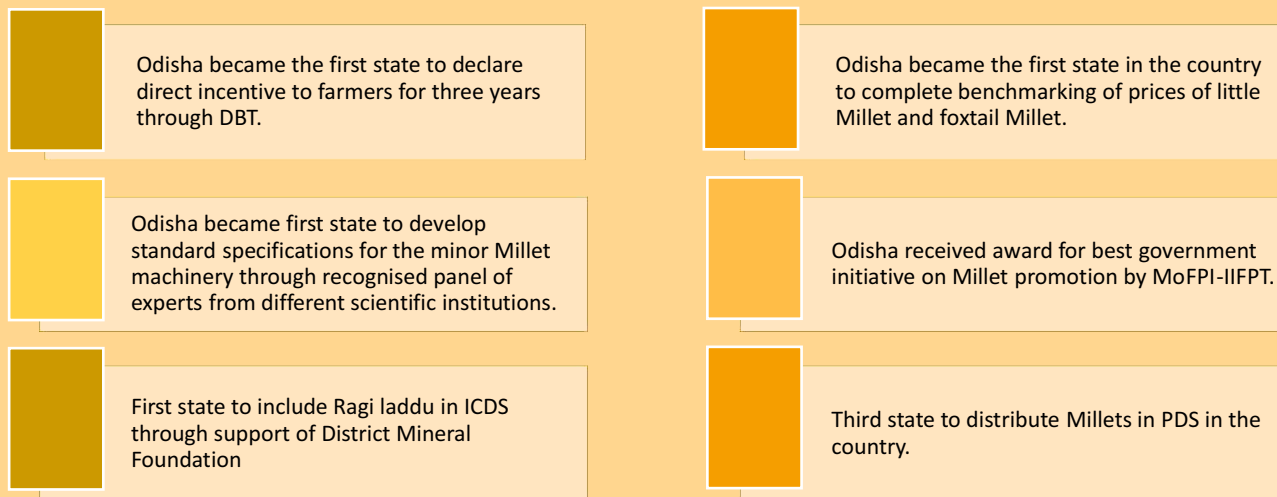 Odisha became the first state to declare
direct incentive to farmers for three years
through DBT.
Odisha became the first state in the country
to complete benchmarking of prices of little
Millet and foxtail Millet.
Odisha became first state to develop
standard specifications for the minor Millet
machinery through recognised panel of
experts from different scientific institutions.
Odisha received award for best government
initiative on Millet promotion by MoFPI-IIFPT.
First state to include Ragi laddu in ICDS
through support of District Mineral
Foundation
Third state to distribute Millets in PDS in the
country.